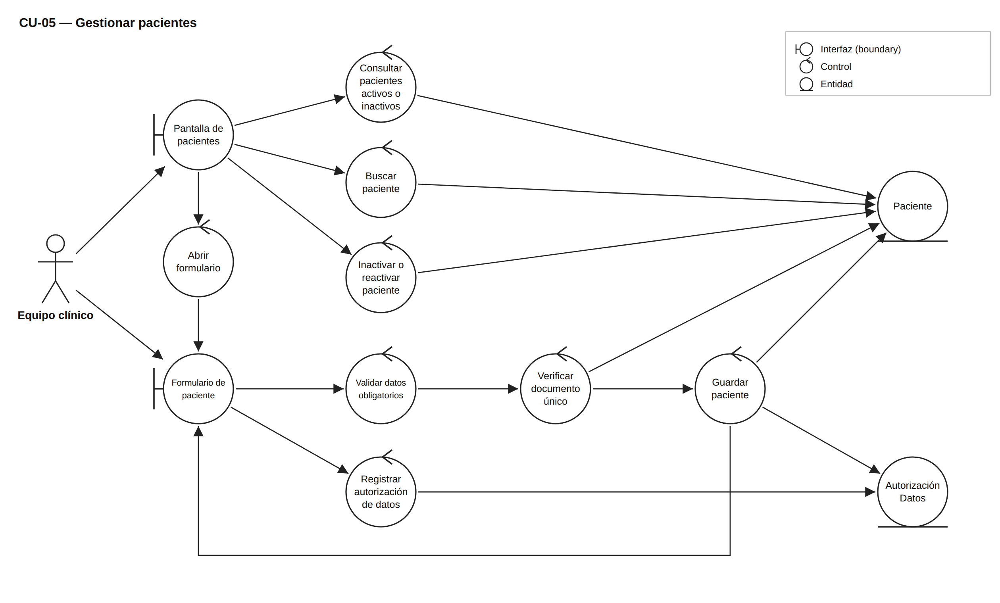 CU-05 — Gestionar pacientes
Interfaz (boundary)
Control
Entidad
Consultar
pacientes
activos o
inactivos
Pantalla de
pacientes
Buscar
paciente
Paciente
Abrir
formulario
Inactivar o
reactivar
paciente
Equipo clínico
Formulario de
paciente
Validar datos
obligatorios
Verificar
documento
único
Guardar
paciente
Registrar
autorización
de datos
Autorización
Datos